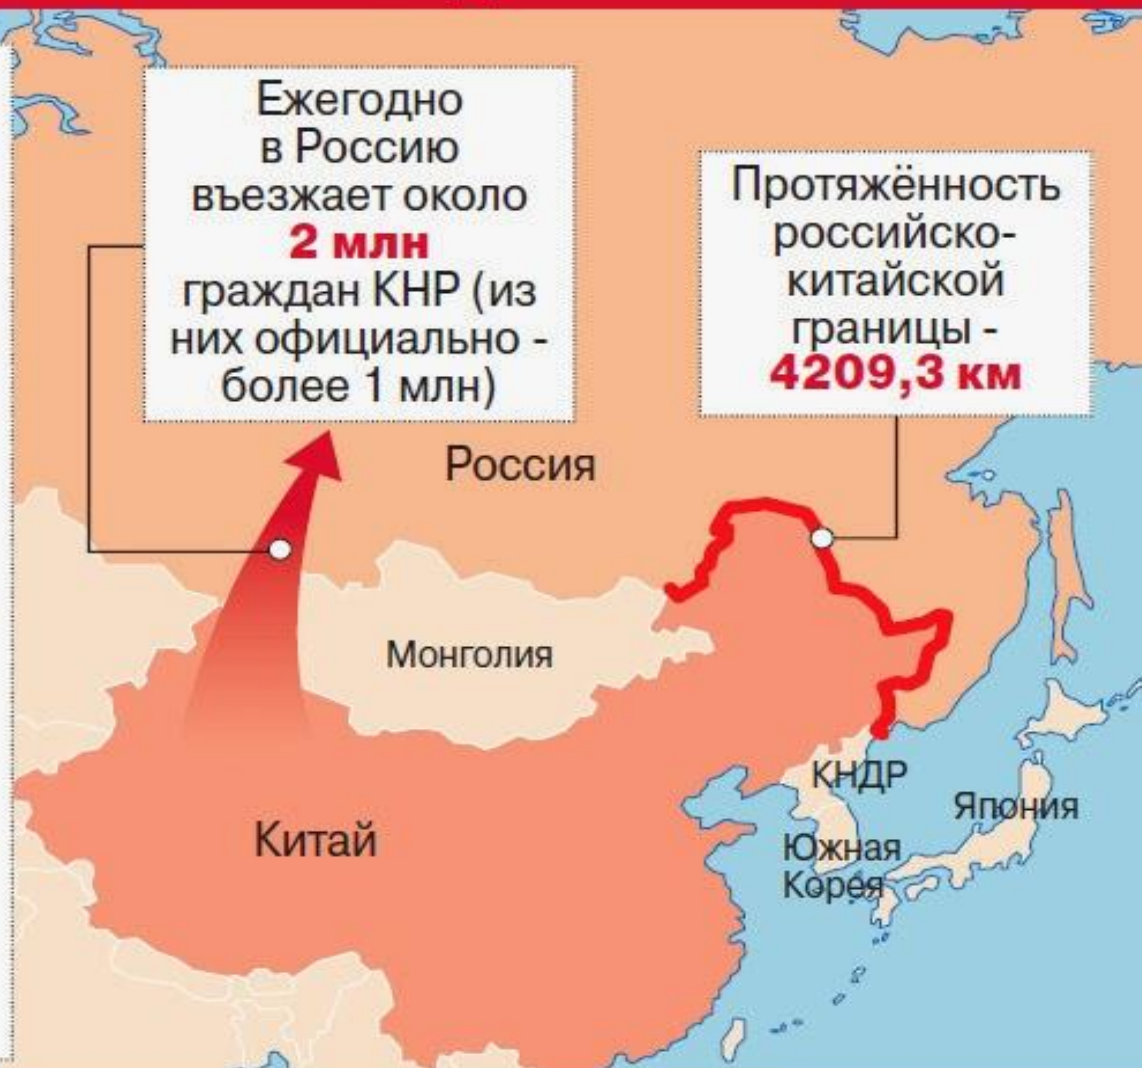 Ежегодно
в Россию
въезжает около
2 млн
граждан КНР (из
них официально -
более 1 млн)
Протяжённость
российско-
китайской
границы -
4209,3 км
Россия
Монголия
КНДР
Япония
Китай
Южная
Корея